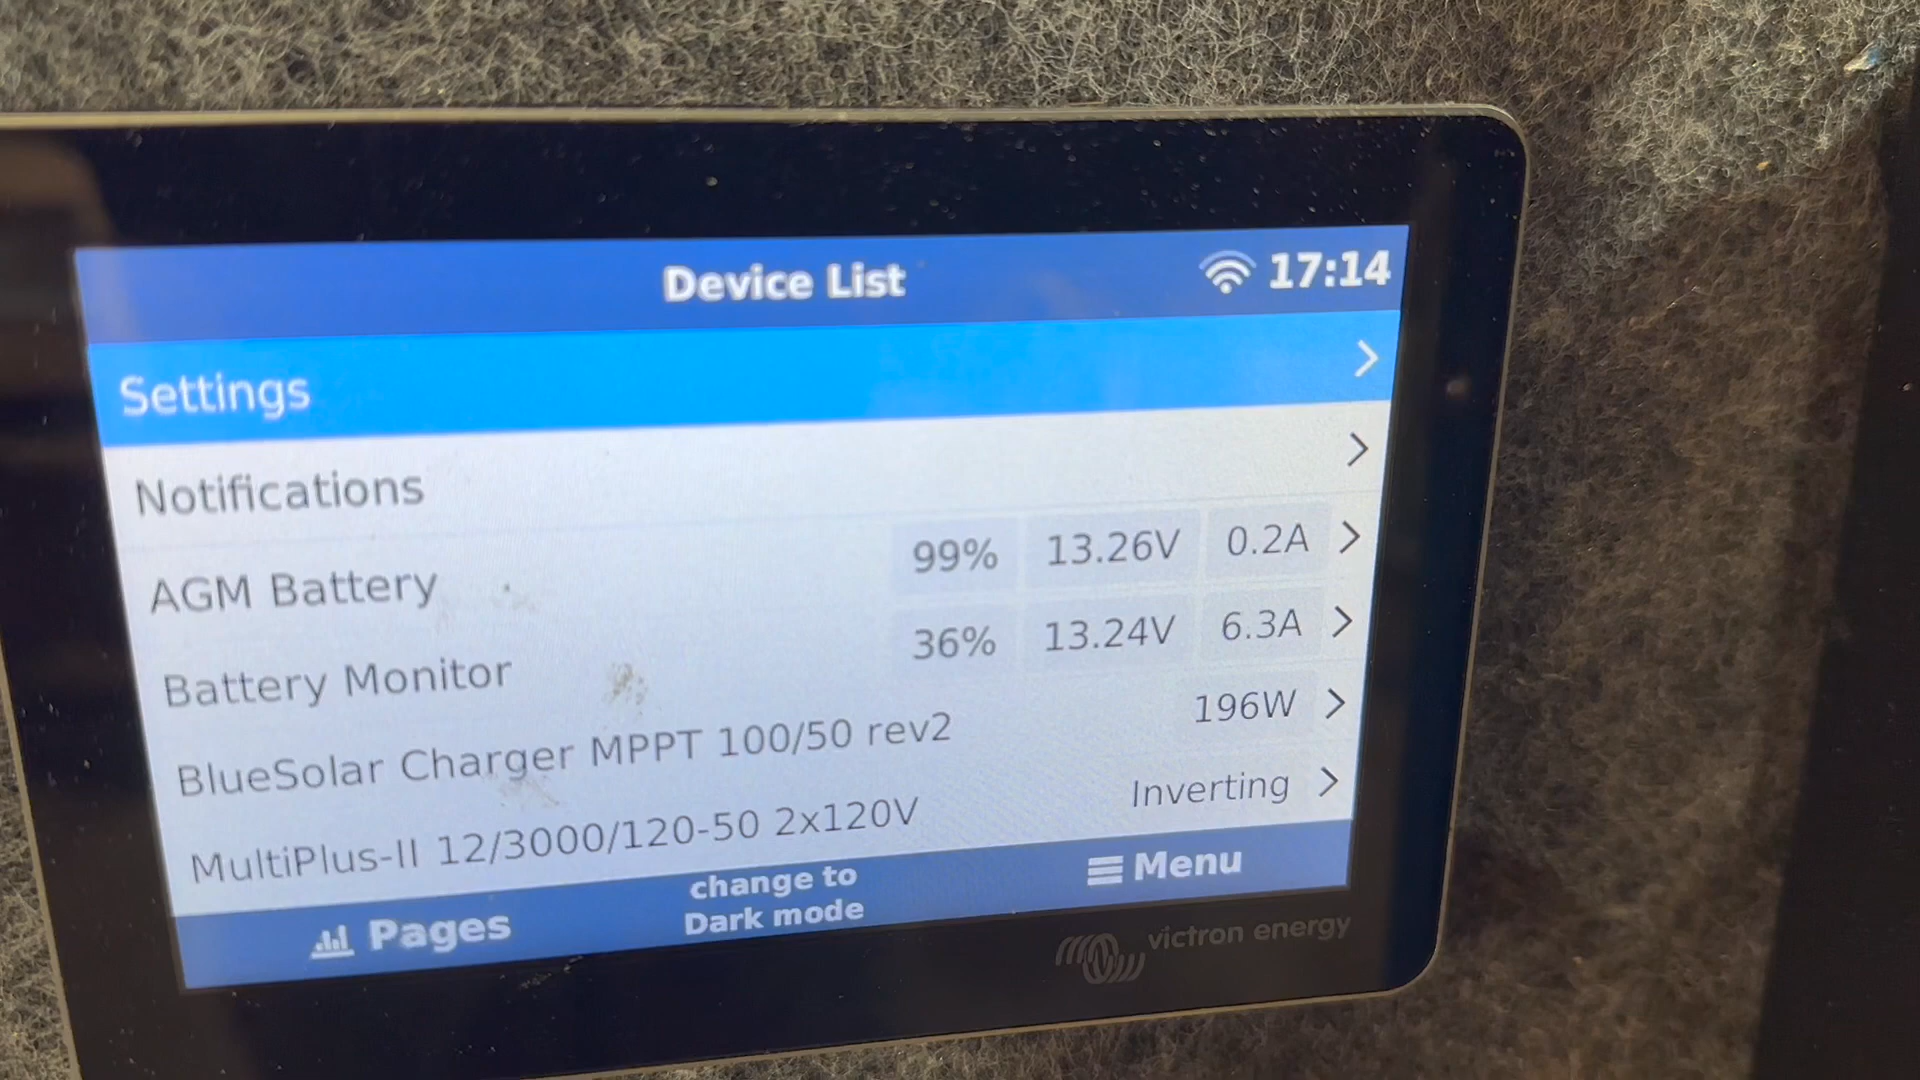 Device List 17:14
Settings
Notifications
AGM Battery 99% 13.26V 0.2A
Battery Monitor 36% 13.24V 6.3A
BlueSolar Charger MPPT 100/50 rev2 196W
MultiPlus-II 12/3000/120-50 2x120V Inverting
Pages
change to
Dark mode
Menu
victron energy